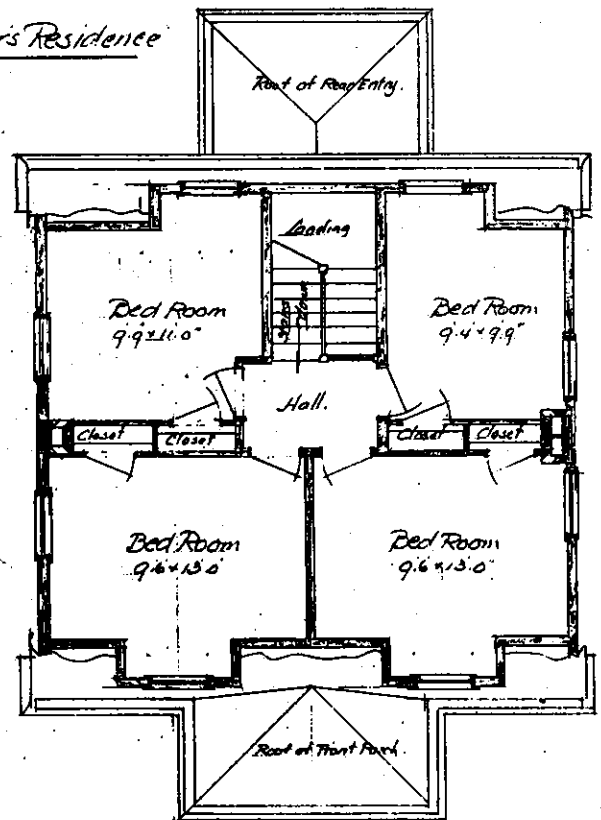 rs Residence
Roof of Rear Entry.
Landing
Down
Bed Room
9'.9" x 11'.0"
Bed Room
9'.4" x 9'.9"
Hall.
Closet
Closet
Closet
Closet
Bed Room
9'.6" x 13'.0"
Bed Room
9'.6" x 13'.0"
Roof of Front Porch.